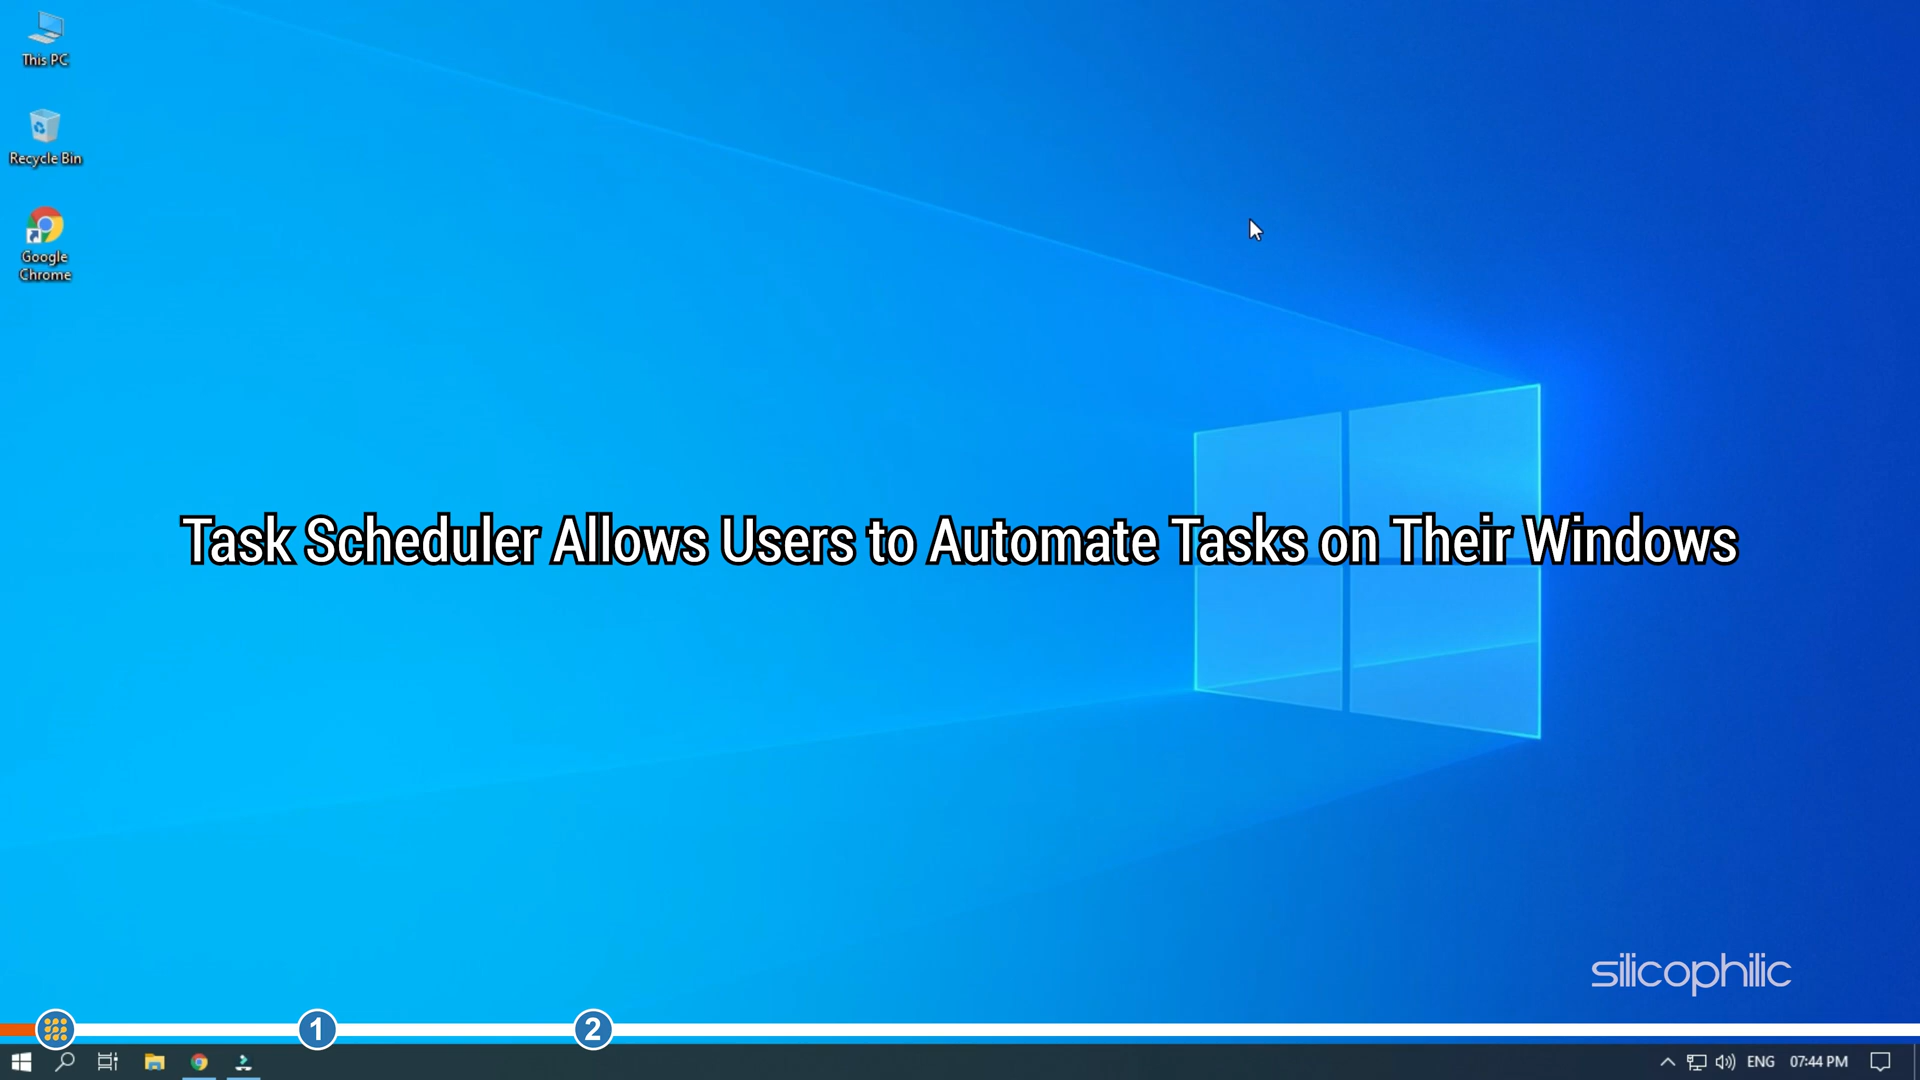 This PC
Recycle Bin
Google
Chrome
Task Scheduler Allows Users to Automate Tasks on Their Windows
silicophilic
1
2
ENG
07:44 PM